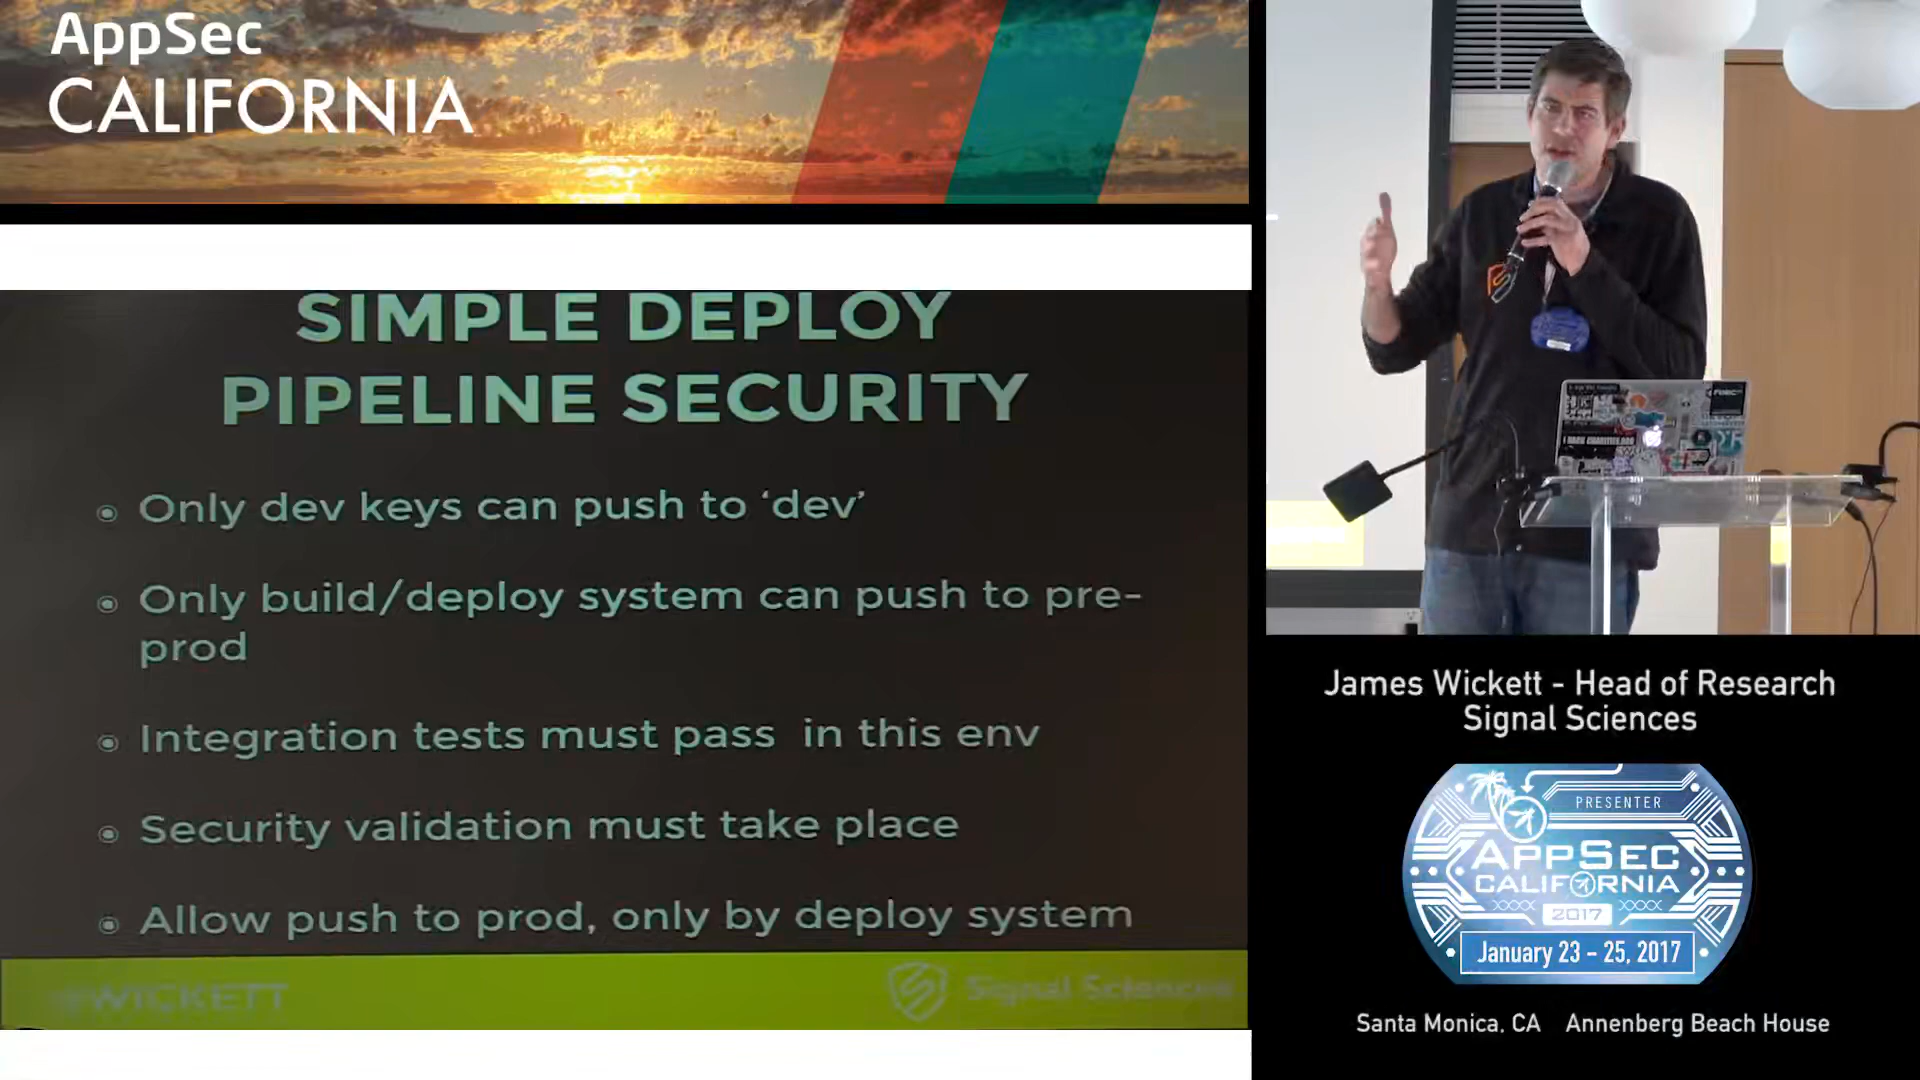 AppSec
CALIFORNIA
SIMPLE DEPLOY
PIPELINE SECURITY
Only dev keys can push to ‘dev’
Only build/deploy system can push to pre-
prod
Integration tests must pass in this env
Security validation must take place
Allow push to prod, only by deploy system
WICKETT
Signal Sciences
James Wickett - Head of Research
Signal Sciences
PRESENTER
APPSEC
CALIFORNIA
2017
January 23 - 25, 2017
Santa Monica, CA Annenberg Beach House